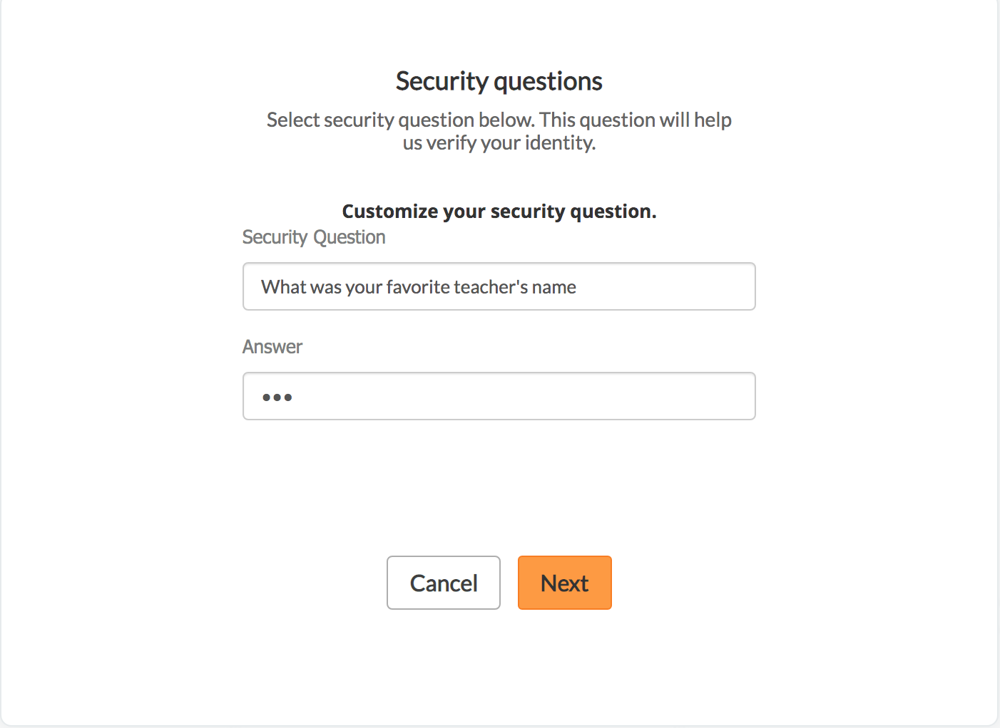 Security questions
Select security question below. This question will help
us verify your identity.
Customize your security question.
Security Question
What was your favorite teacher's name
Answer
•••
Cancel
Next